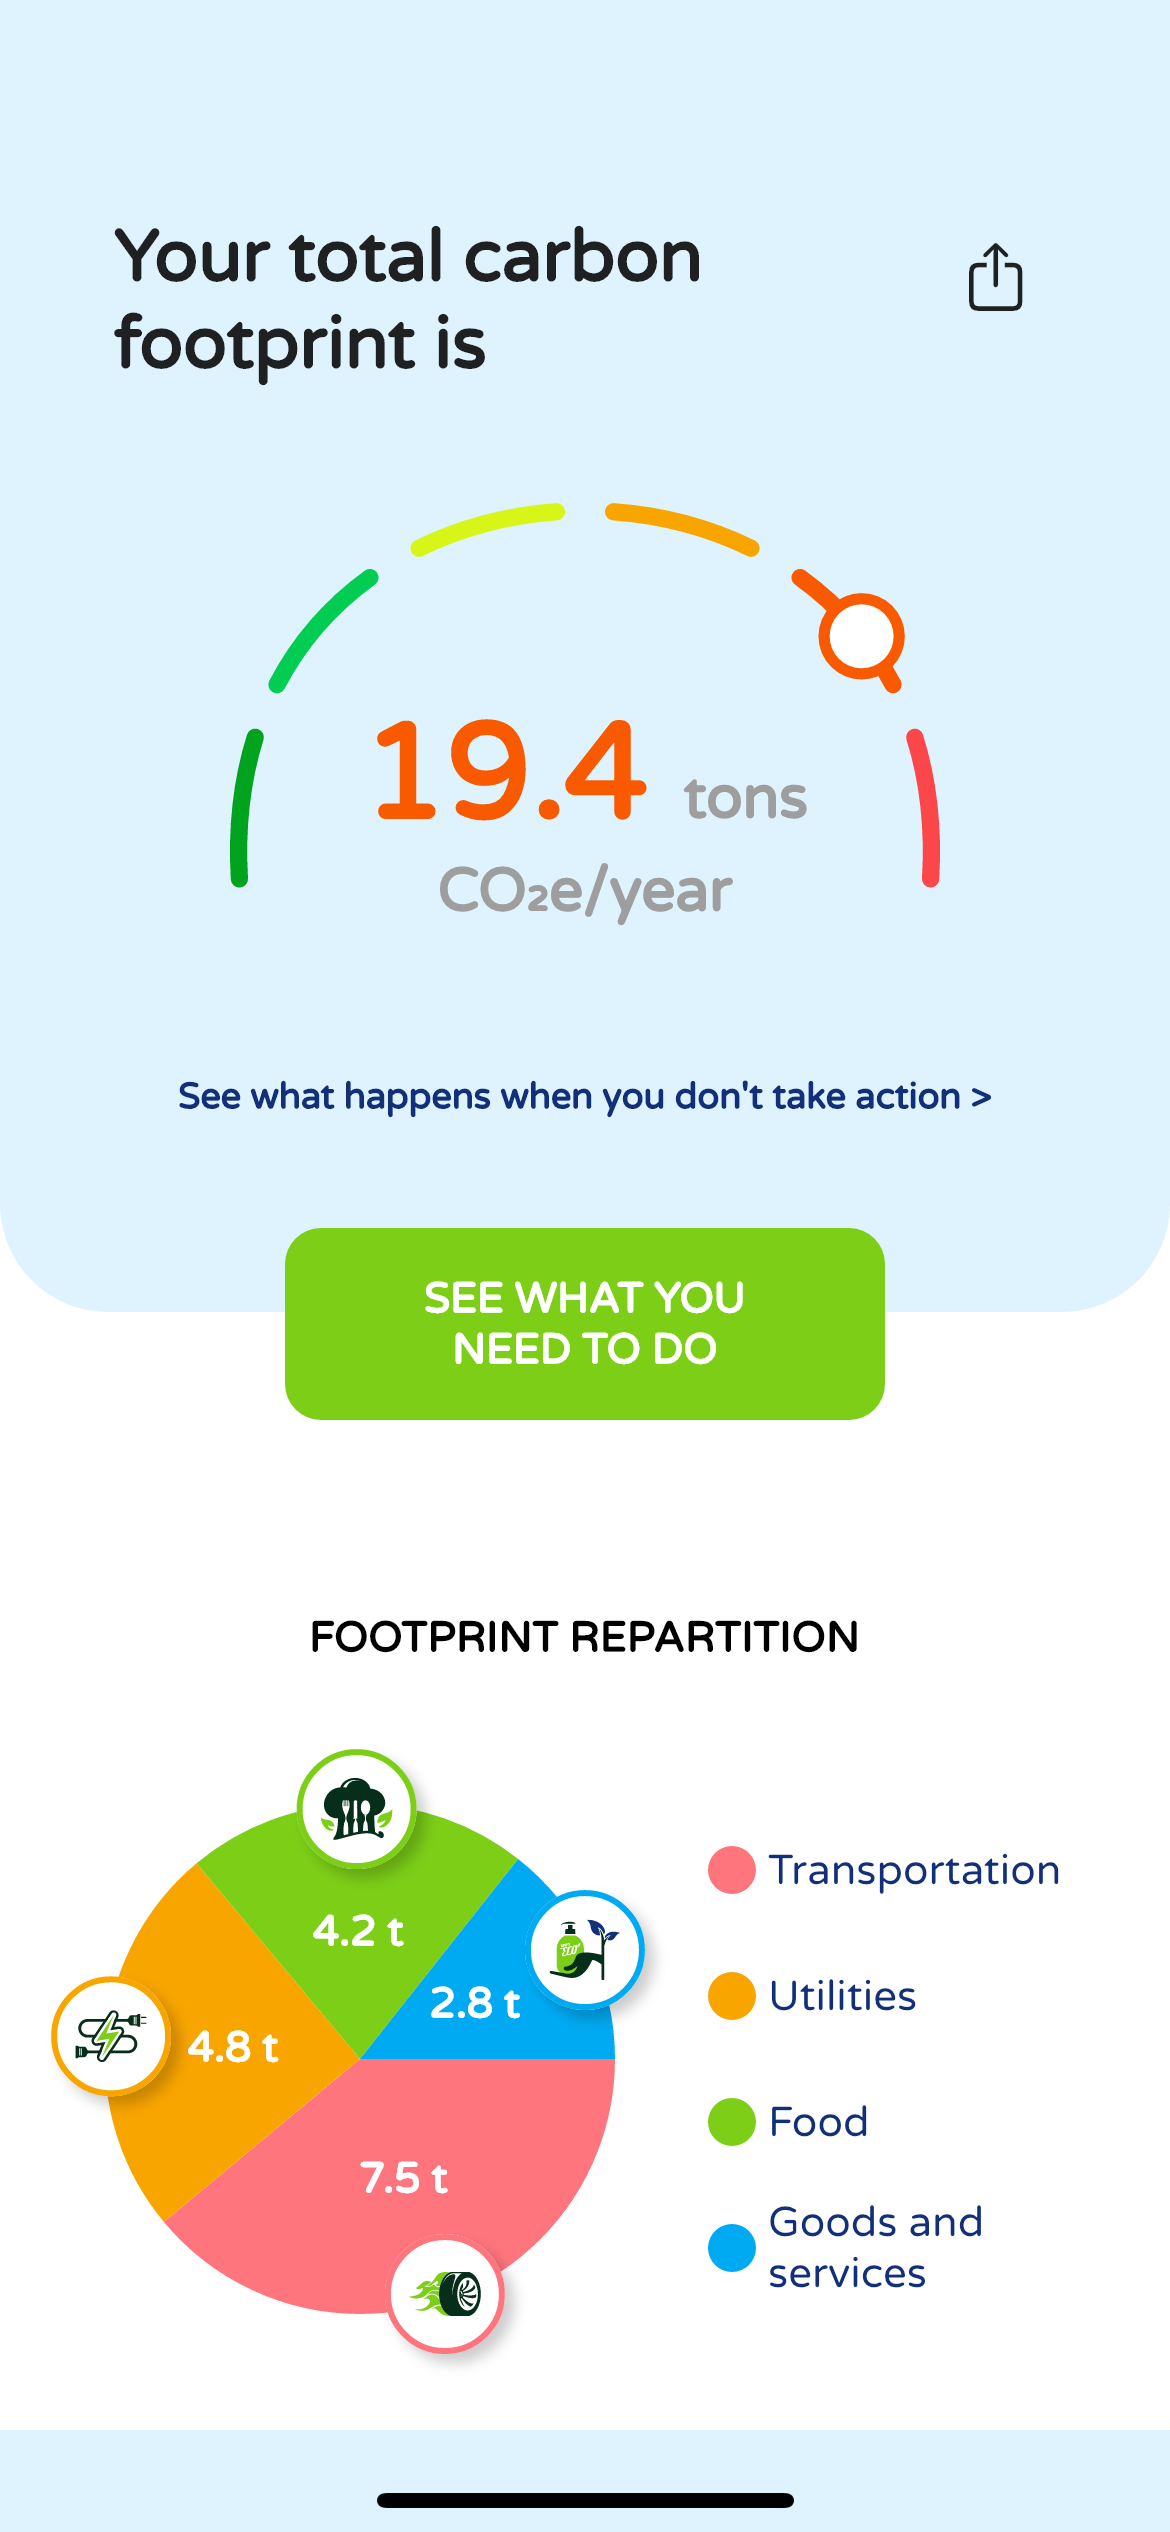 Your total carbon
footprint is
19.4 tons
CO₂e/year
See what happens when you don't take action >
SEE WHAT YOU
NEED TO DO
FOOTPRINT REPARTITION
4.2 t
2.8 t
4.8 t
7.5 t
Transportation
Utilities
Food
Goods and
services
ECO